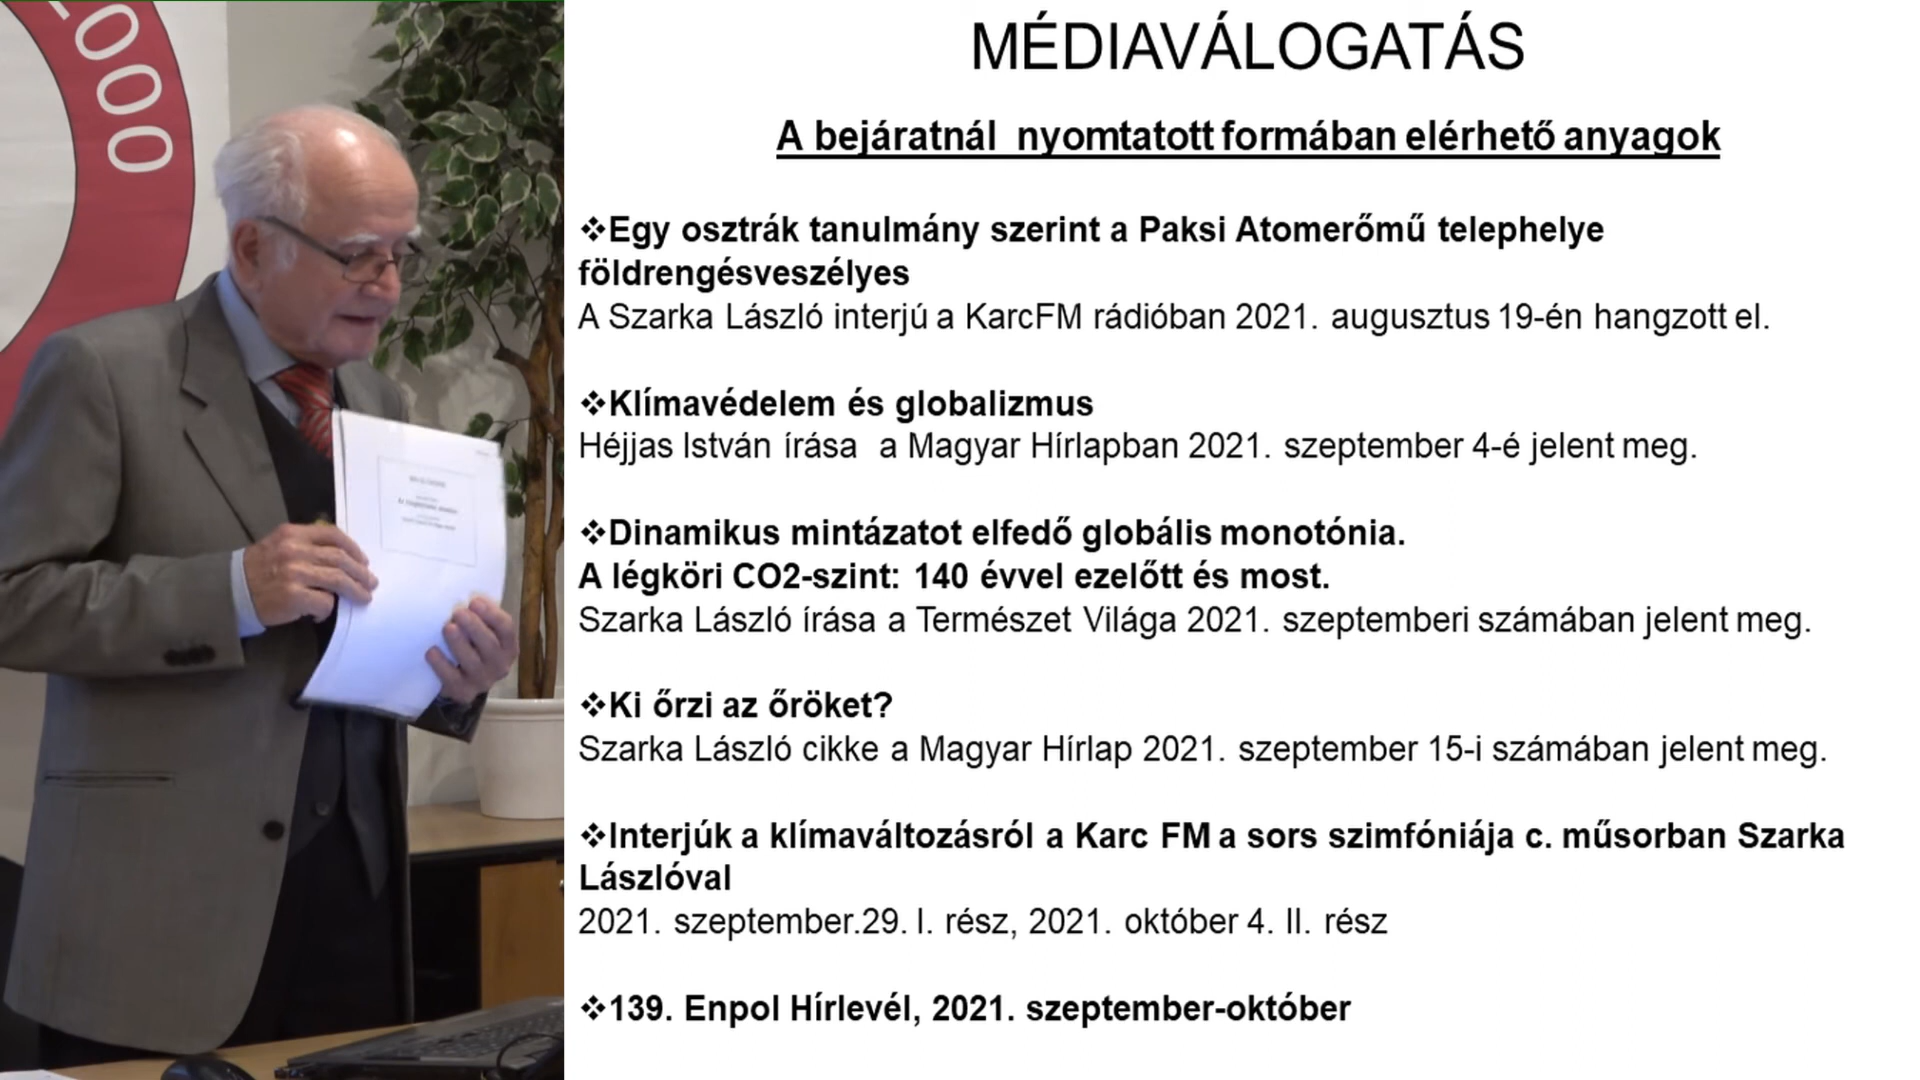 2000
MÉDIAVÁLOGATÁS
A bejáratnál nyomtatott formában elérhető anyagok
❖Egy osztrák tanulmány szerint a Paksi Atomerőmű telephelye
földrengésveszélyes
A Szarka László interjú a KarcFM rádióban 2021. augusztus 19-én hangzott el.
❖Klímavédelem és globalizmus
Héjjas István írása a Magyar Hírlapban 2021. szeptember 4-é jelent meg.
❖Dinamikus mintázatot elfedő globális monotónia.
A légköri CO2-szint: 140 évvel ezelőtt és most.
Szarka László írása a Természet Világa 2021. szeptemberi számában jelent meg.
❖Ki őrzi az őröket?
Szarka László cikke a Magyar Hírlap 2021. szeptember 15-i számában jelent meg.
❖Interjúk a klímaváltozásról a Karc FM a sors szimfóniája c. műsorban Szarka
Lászlóval
2021. szeptember.29. I. rész, 2021. október 4. II. rész
❖139. Enpol Hírlevél, 2021. szeptember-október